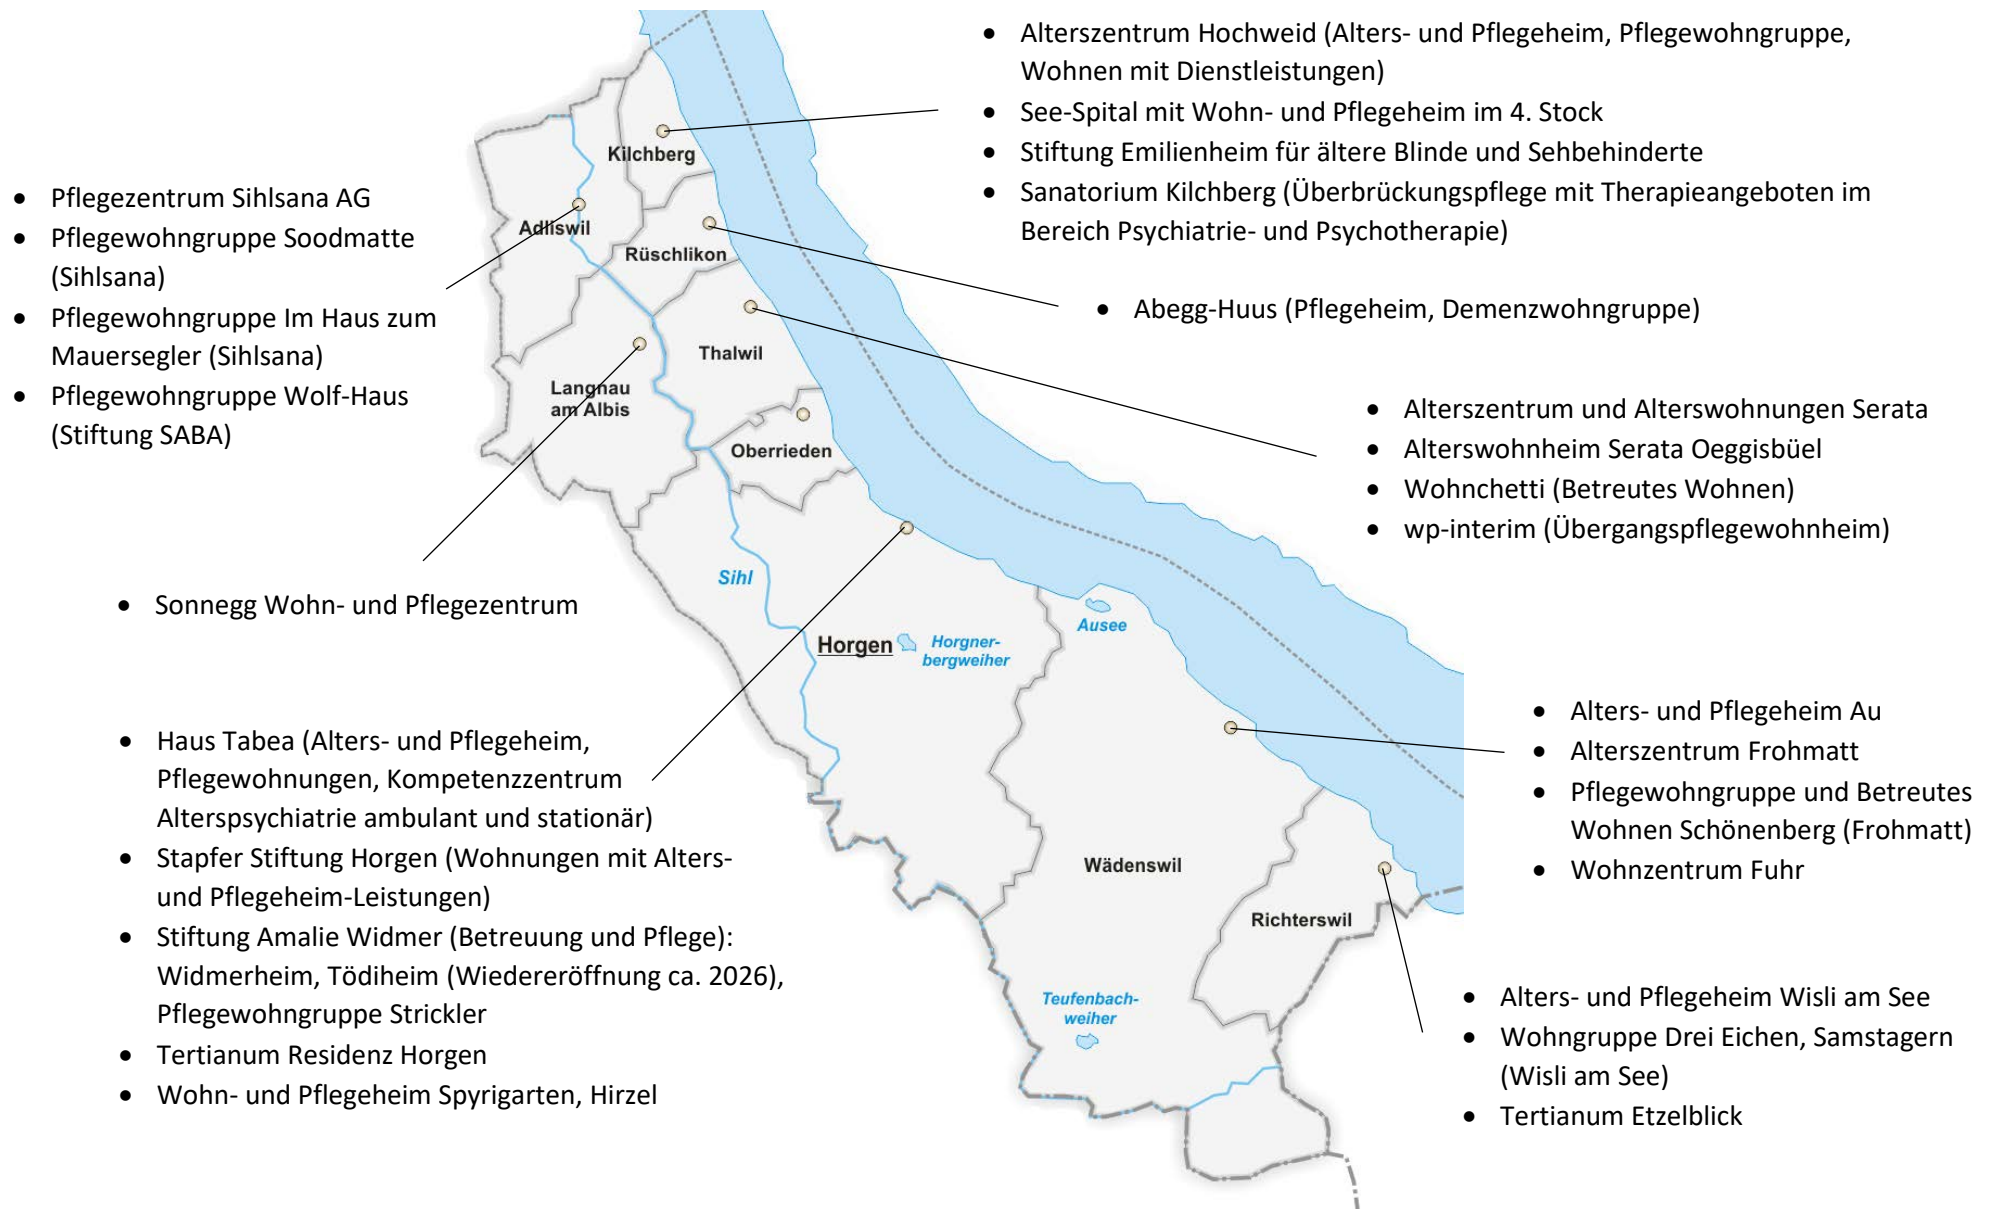 • Alterszentrum Hochweid (Alters- und Pflegeheim, Pflegewohngruppe,
Wohnen mit Dienstleistungen)
• See-Spital mit Wohn- und Pflegeheim im 4. Stock
• Stiftung Emilienheim für ältere Blinde und Sehbehinderte
• Sanatorium Kilchberg (Überbrückungspflege mit Therapieangeboten im
Bereich Psychiatrie- und Psychotherapie)
• Pflegezentrum Sihlsana AG
• Pflegewohngruppe Soodmatte
(Sihlsana)
• Pflegewohngruppe Im Haus zum
Mauersegler (Sihlsana)
• Pflegewohngruppe Wolf-Haus
(Stiftung SABA)
Kilchberg
Adliswil
Rüschlikon
• Abegg-Huus (Pflegeheim, Demenzwohngruppe)
Thalwil
Langnau
am Albis
Oberrieden
• Alterszentrum und Alterswohnungen Serata
• Alterswohnheim Serata Oeggisbüel
• Wohnchetti (Betreutes Wohnen)
• wp-interim (Übergangspflegewohnheim)
• Sonnegg Wohn- und Pflegezentrum
Sihl
Horgen
Horgner-
bergweiher
Ausee
• Haus Tabea (Alters- und Pflegeheim,
Pflegewohnungen, Kompetenzzentrum
Alterspsychiatrie ambulant und stationär)
• Stapfer Stiftung Horgen (Wohnungen mit Alters-
und Pflegeheim-Leistungen)
• Stiftung Amalie Widmer (Betreuung und Pflege):
Widmerheim, Tödiheim (Wiedereröffnung ca. 2026),
Pflegewohngruppe Strickler
• Tertianum Residenz Horgen
• Wohn- und Pflegeheim Spyrigarten, Hirzel
• Alters- und Pflegeheim Au
• Alterszentrum Frohmatt
• Pflegewohngruppe und Betreutes
Wohnen Schönenberg (Frohmatt)
• Wohnzentrum Fuhr
Wädenswil
Richterswil
Teufenbach-
weiher
• Alters- und Pflegeheim Wisli am See
• Wohngruppe Drei Eichen, Samstagern
(Wisli am See)
• Tertianum Etzelblick